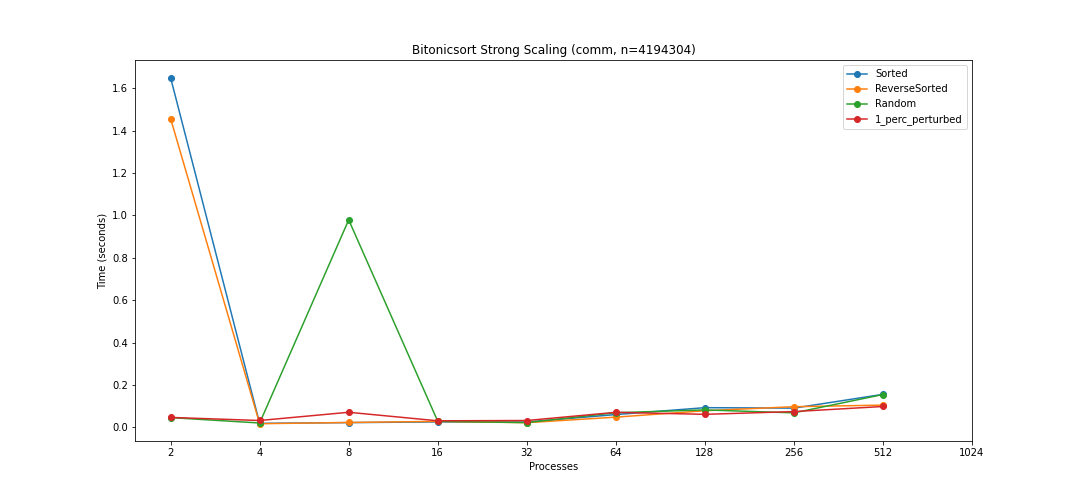 Bitonicsort Strong Scaling (comm, n=4194304)
Sorted
ReverseSorted
Random
1_perc_perturbed
Time (seconds)
1.6
1.4
1.2
1.0
0.8
0.6
0.4
0.2
0.0
2 4 8 16 32 64 128 256 512 1024
Processes